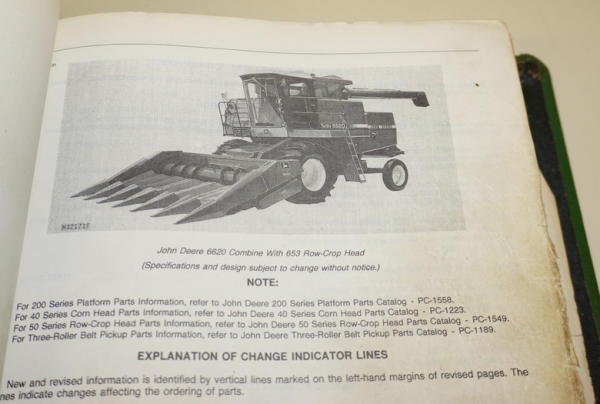 H32171F
John Deere 6620 Combine With 653 Row-Crop Head
(Specifications and design subject to change without notice.)
NOTE:
For 200 Series Platform Parts Information, refer to John Deere 200 Series Platform Parts Catalog - PC-1558.
For 40 Series Corn Head Parts Information, refer to John Deere 40 Series Corn Head Parts Catalog - PC-1223.
For 50 Series Row-Crop Head Parts Information, refer to John Deere 50 Series Row-Crop Head Parts Catalog - PC-1549.
For Three-Roller Belt Pickup Parts Information, refer to John Deere Three-Roller Belt Pickup Parts Catalog - PC-1189.
EXPLANATION OF CHANGE INDICATOR LINES
New and revised information is identified by vertical lines marked on the left-hand margins of revised pages. The
nes indicate changes affecting the ordering of parts.